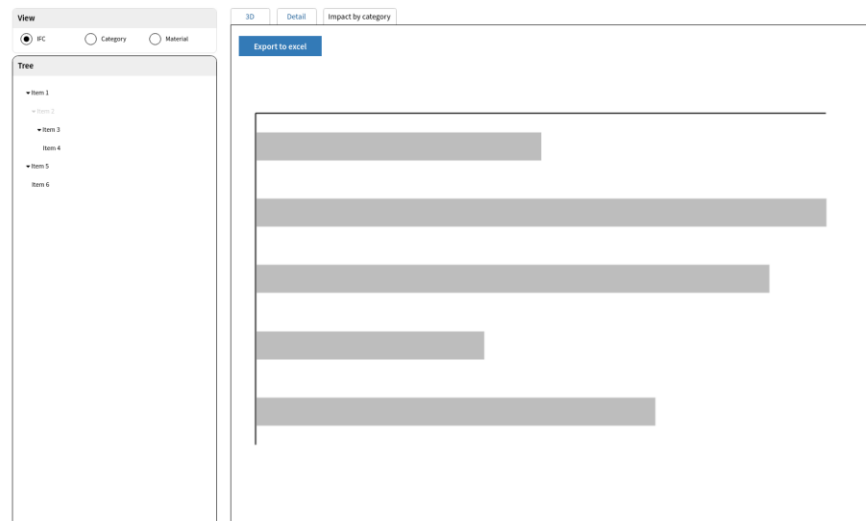 View
IFC
Category
Material
Tree
Item 1
Item 2
Item 3
Item 4
Item 5
Item 6
3D
Detail
Impact by category
Export to excel